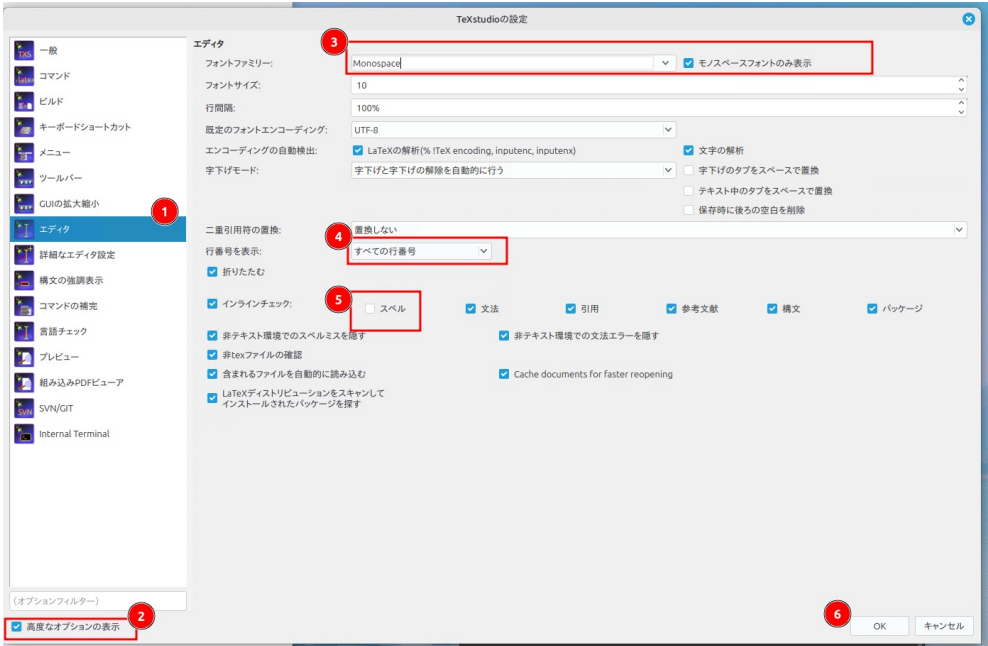 TeXstudioの設定
一般
コマンド
ビルド
キーボードショートカット
メニュー
ツールバー
GUIの拡大縮小
1
エディタ
詳細なエディタ設定
構文の強調表示
コマンドの補完
言語チェック
プレビュー
組み込みPDFビューア
SVN/GIT
Internal Terminal
(オプションフィルター)
2
高度なオプションの表示
エディタ
3
フォントファミリー: Monospace モノスペースフォントのみ表示
フォントサイズ: 10
行間隔: 100%
既定のフォントエンコーディング: UTF-8
エンコーディングの自動検出: LaTeXの解析(% !TeX encoding, inputenc, inputenx) 文字の解析
字下げモード: 字下げと字下げの解除を自動的に行う 字下げのタブをスペースで置換
テキスト中のタブをスペースで置換
保存時に後ろの空白を削除
二重引用符の置換: 置換しない
4
行番号を表示: すべての行番号
折りたたむ
5
インラインチェック: スペル 文法 引用 参考文献 構文 パッケージ
非テキスト環境でのスペルミスを隠す 非テキスト環境での文法エラーを隠す
非texファイルの確認
含まれるファイルを自動的に読み込む Cache documents for faster reopening
LaTeXディストリビューションをスキャンして
インストールされたパッケージを探す
6
OK キャンセル